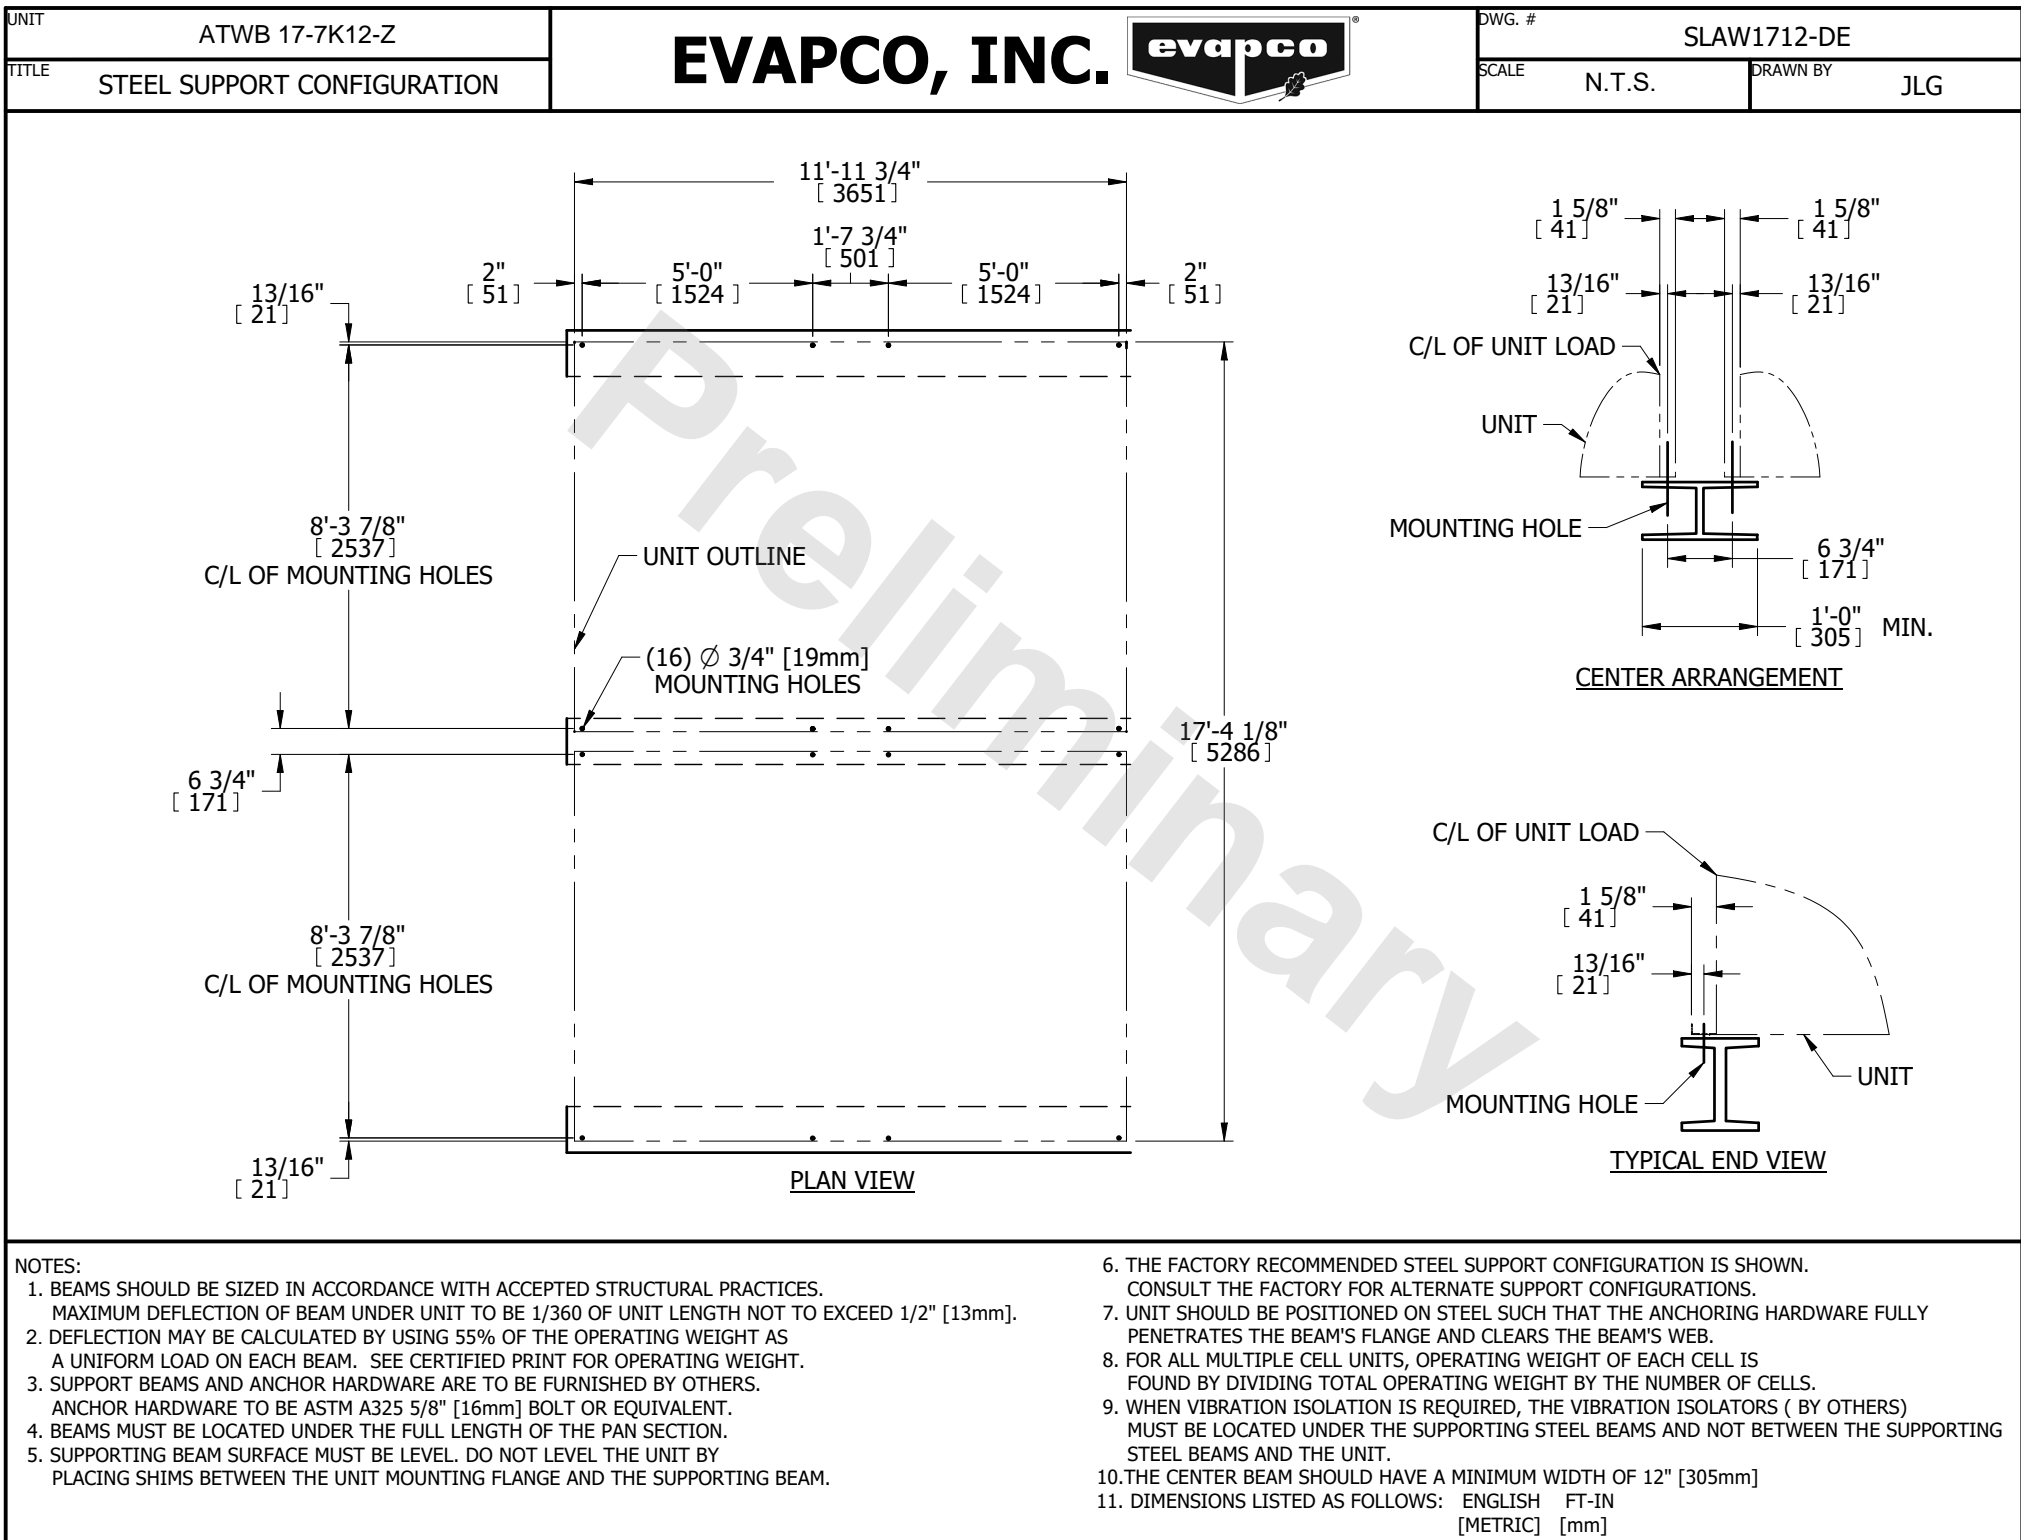 UNIT
ATWB 17-7K12-Z
TITLE
STEEL SUPPORT CONFIGURATION
EVAPCO, INC.
evapco
®
DWG. #
SLAW1712-DE
SCALE
N.T.S.
DRAWN BY
JLG
11'-11 3/4"
[ 3651 ]
1'-7 3/4"
[ 501 ]
2"
[ 51 ]
5'-0"
[ 1524 ]
5'-0"
[ 1524 ]
2"
[ 51 ]
13/16"
[ 21 ]
8'-3 7/8"
[ 2537 ]
C/L OF MOUNTING HOLES
UNIT OUTLINE
(16) Ø 3/4" [19mm]
MOUNTING HOLES
6 3/4"
[ 171 ]
17'-4 1/8"
[ 5286 ]
8'-3 7/8"
[ 2537 ]
C/L OF MOUNTING HOLES
13/16"
[ 21 ]
PLAN VIEW
Preliminary
1 5/8"
[ 41 ]
1 5/8"
[ 41 ]
13/16"
[ 21 ]
13/16"
[ 21 ]
C/L OF UNIT LOAD
UNIT
MOUNTING HOLE
6 3/4"
[ 171 ]
1'-0"
[ 305 ] MIN.
CENTER ARRANGEMENT
C/L OF UNIT LOAD
1 5/8"
[ 41 ]
13/16"
[ 21 ]
UNIT
MOUNTING HOLE
TYPICAL END VIEW
NOTES:
1. BEAMS SHOULD BE SIZED IN ACCORDANCE WITH ACCEPTED STRUCTURAL PRACTICES.
MAXIMUM DEFLECTION OF BEAM UNDER UNIT TO BE 1/360 OF UNIT LENGTH NOT TO EXCEED 1/2" [13mm].
2. DEFLECTION MAY BE CALCULATED BY USING 55% OF THE OPERATING WEIGHT AS
A UNIFORM LOAD ON EACH BEAM. SEE CERTIFIED PRINT FOR OPERATING WEIGHT.
3. SUPPORT BEAMS AND ANCHOR HARDWARE ARE TO BE FURNISHED BY OTHERS.
ANCHOR HARDWARE TO BE ASTM A325 5/8" [16mm] BOLT OR EQUIVALENT.
4. BEAMS MUST BE LOCATED UNDER THE FULL LENGTH OF THE PAN SECTION.
5. SUPPORTING BEAM SURFACE MUST BE LEVEL. DO NOT LEVEL THE UNIT BY
PLACING SHIMS BETWEEN THE UNIT MOUNTING FLANGE AND THE SUPPORTING BEAM.
6. THE FACTORY RECOMMENDED STEEL SUPPORT CONFIGURATION IS SHOWN.
CONSULT THE FACTORY FOR ALTERNATE SUPPORT CONFIGURATIONS.
7. UNIT SHOULD BE POSITIONED ON STEEL SUCH THAT THE ANCHORING HARDWARE FULLY
PENETRATES THE BEAM'S FLANGE AND CLEARS THE BEAM'S WEB.
8. FOR ALL MULTIPLE CELL UNITS, OPERATING WEIGHT OF EACH CELL IS
FOUND BY DIVIDING TOTAL OPERATING WEIGHT BY THE NUMBER OF CELLS.
9. WHEN VIBRATION ISOLATION IS REQUIRED, THE VIBRATION ISOLATORS ( BY OTHERS)
MUST BE LOCATED UNDER THE SUPPORTING STEEL BEAMS AND NOT BETWEEN THE SUPPORTING
STEEL BEAMS AND THE UNIT.
10.THE CENTER BEAM SHOULD HAVE A MINIMUM WIDTH OF 12" [305mm]
11. DIMENSIONS LISTED AS FOLLOWS: ENGLISH FT-IN
[METRIC] [mm]